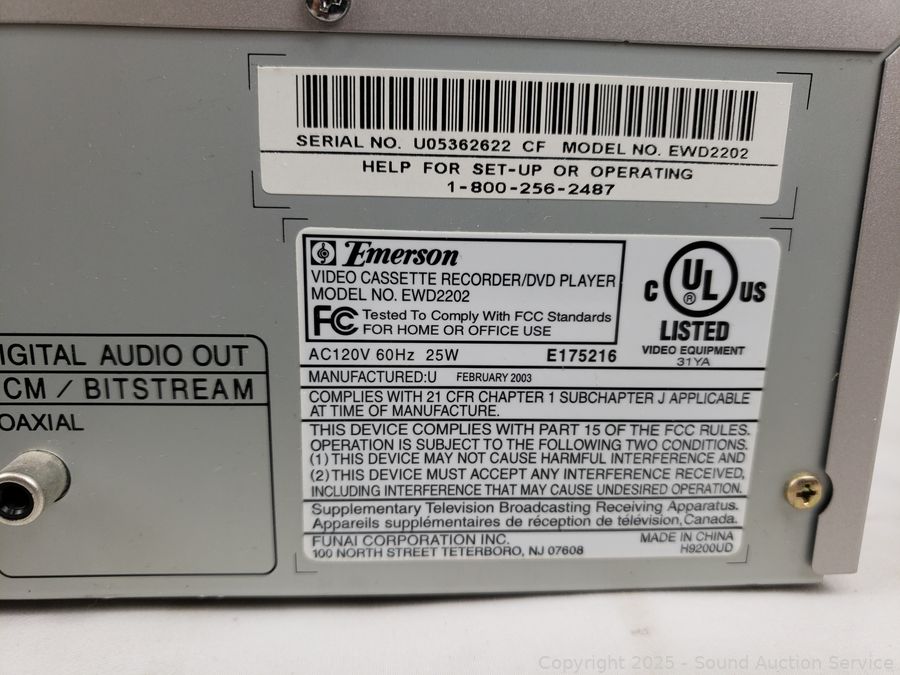 SERIAL NO. U05362622 CF MODEL NO. EWD2202
HELP FOR SET-UP OR OPERATING
1-800-256-2487
Emerson
VIDEO CASSETTE RECORDER/DVD PLAYER
MODEL NO. EWD2202
FC Tested To Comply With FCC Standards
FOR HOME OR OFFICE USE
C UL ® US
LISTED
VIDEO EQUIPMENT
31YA
AC120V 60Hz 25W E175216
MANUFACTURED:U FEBRUARY 2003
COMPLIES WITH 21 CFR CHAPTER 1 SUBCHAPTER J APPLICABLE
AT TIME OF MANUFACTURE.
THIS DEVICE COMPLIES WITH PART 15 OF THE FCC RULES.
OPERATION IS SUBJECT TO THE FOLLOWING TWO CONDITIONS.
(1) THIS DEVICE MAY NOT CAUSE HARMFUL INTERFERENCE AND
(2) THIS DEVICE MUST ACCEPT ANY INTERFERENCE RECEIVED,
INCLUDING INTERFERENCE THAT MAY CAUSE UNDESIRED OPERATION.
Supplementary Television Broadcasting Receiving Apparatus.
Appareils supplémentaires de réception de télévision, Canada.
FUNAI CORPORATION INC. MADE IN CHINA
100 NORTH STREET TETERBORO, NJ 07608 H9200UD
IGITAL AUDIO OUT
CM / BITSTREAM
OAXIAL
Copyright 2025 - Sound Auction Service